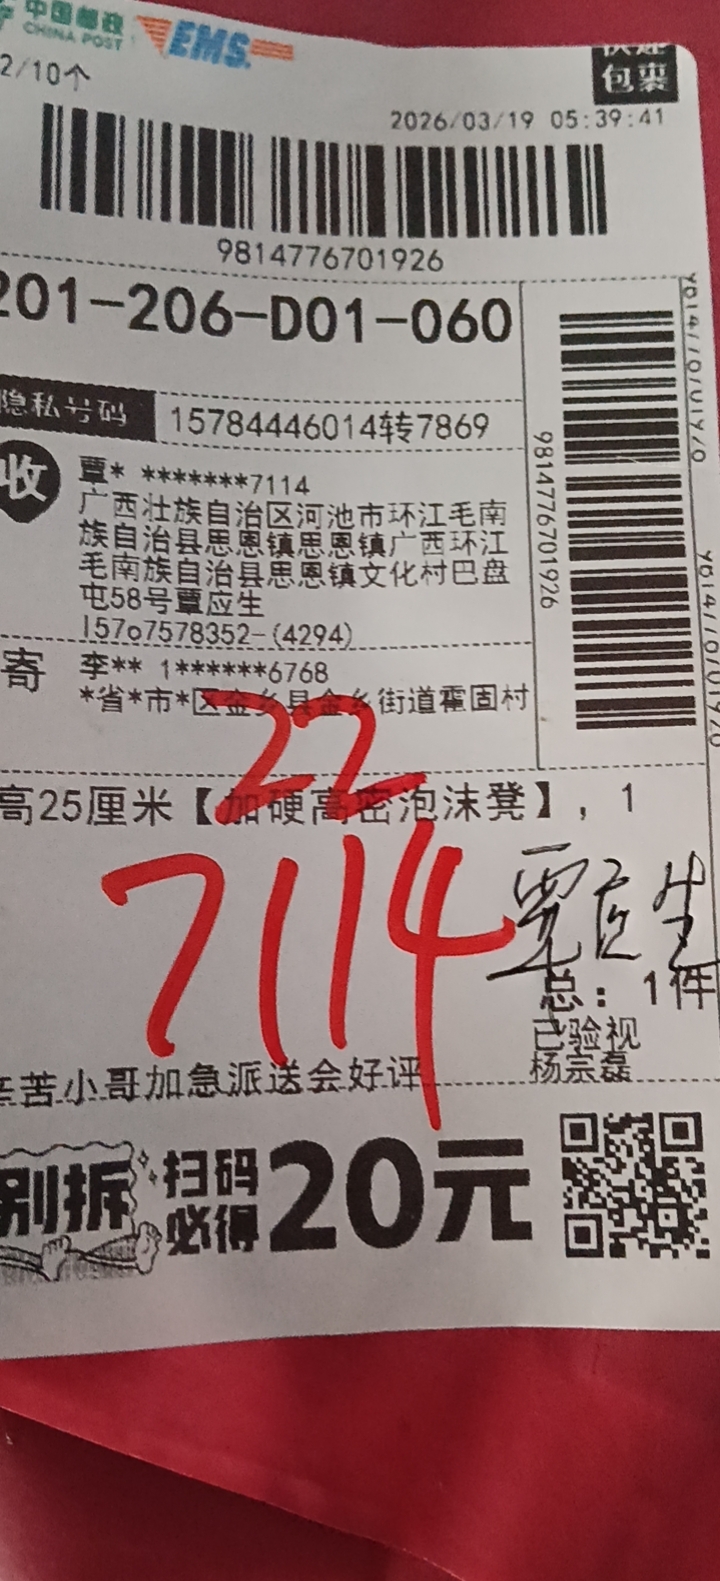 中国邮政
CHINA POST
EMS
2/10个
快递
包裹
2026/03/19 05:39:41
9814776701926
201-206-D01-060
隐私号码
15784446014转7869
9814776701926
收
覃* *******7114
广西壮族自治区河池市环江毛南
族自治县思恩镇思恩镇广西环江
毛南族自治县思恩镇文化村巴盘
屯58号覃应生
15707578352-(4294)
寄
李** 1******6768
*省*市*区金乡县金乡街道霍固村
22
高25厘米【加硬高密泡沫凳】, 1
7114
覃应生
总: 1件
已验视
杨宗磊
辛苦小哥加急派送会好评
别拆
扫码
必得
20元